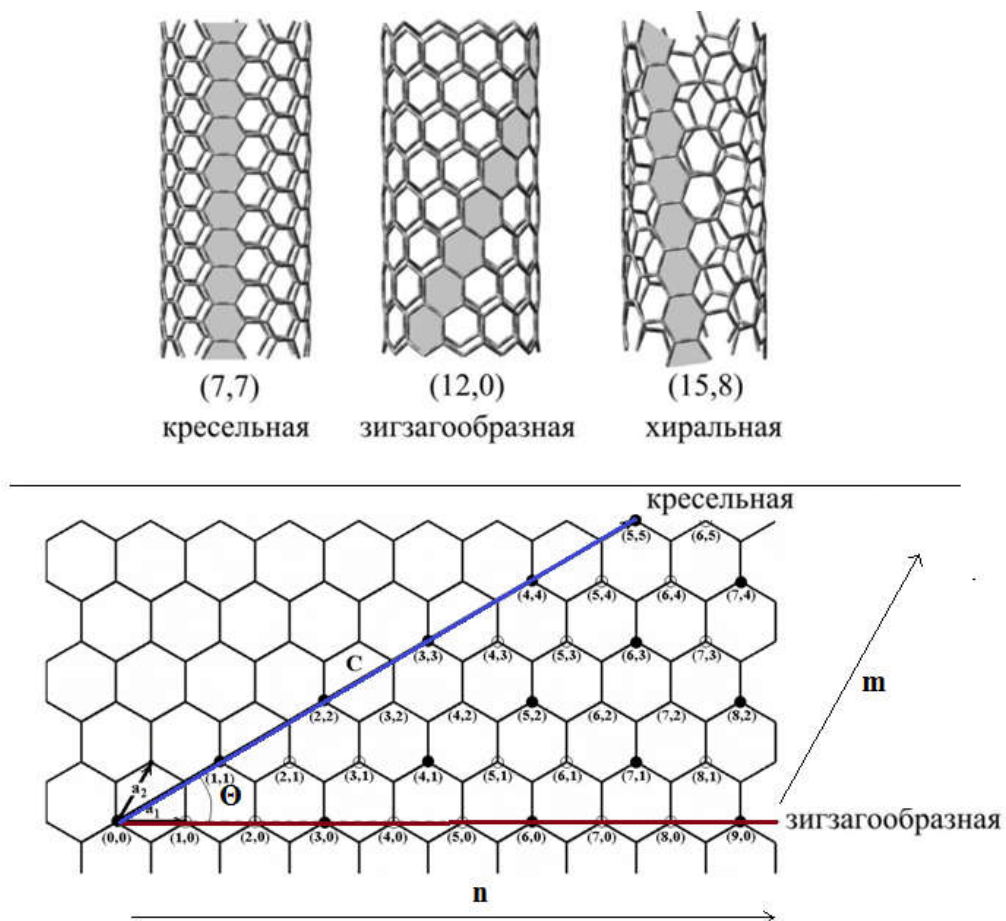 (7,7) (12,0) (15,8)
кресельная зигзагообразная хиральная
кресельная
(5,5) (6,5)
(4,4) (5,4) (6,4) (7,4)
(3,3) (4,3) (5,3) (6,3) (7,3)
C
m
(2,2) (3,2) (4,2) (5,2) (6,2) (7,2) (8,2)
(1,1) (2,1) (3,1) (4,1) (5,1) (6,1) (7,1) (8,1)
a2 Θ
a1
зигзагообразная
(0,0) (1,0) (2,0) (3,0) (4,0) (5,0) (6,0) (7,0) (8,0) (9,0)
n